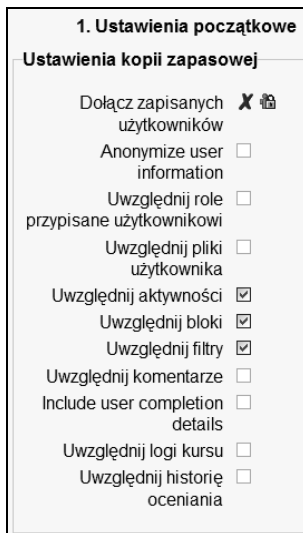 1. Ustawienia początkowe
Ustawienia kopii zapasowej
Dołącz zapisanych
użytkowników
Anonymize user
information
Uwzględnij role
przypisane użytkownikowi
Uwzględnij pliki
użytkownika
Uwzględnij aktywności
Uwzględnij bloki
Uwzględnij filtry
Uwzględnij komentarze
Include user completion
details
Uwzględnij logi kursu
Uwzględnij historię
oceniania